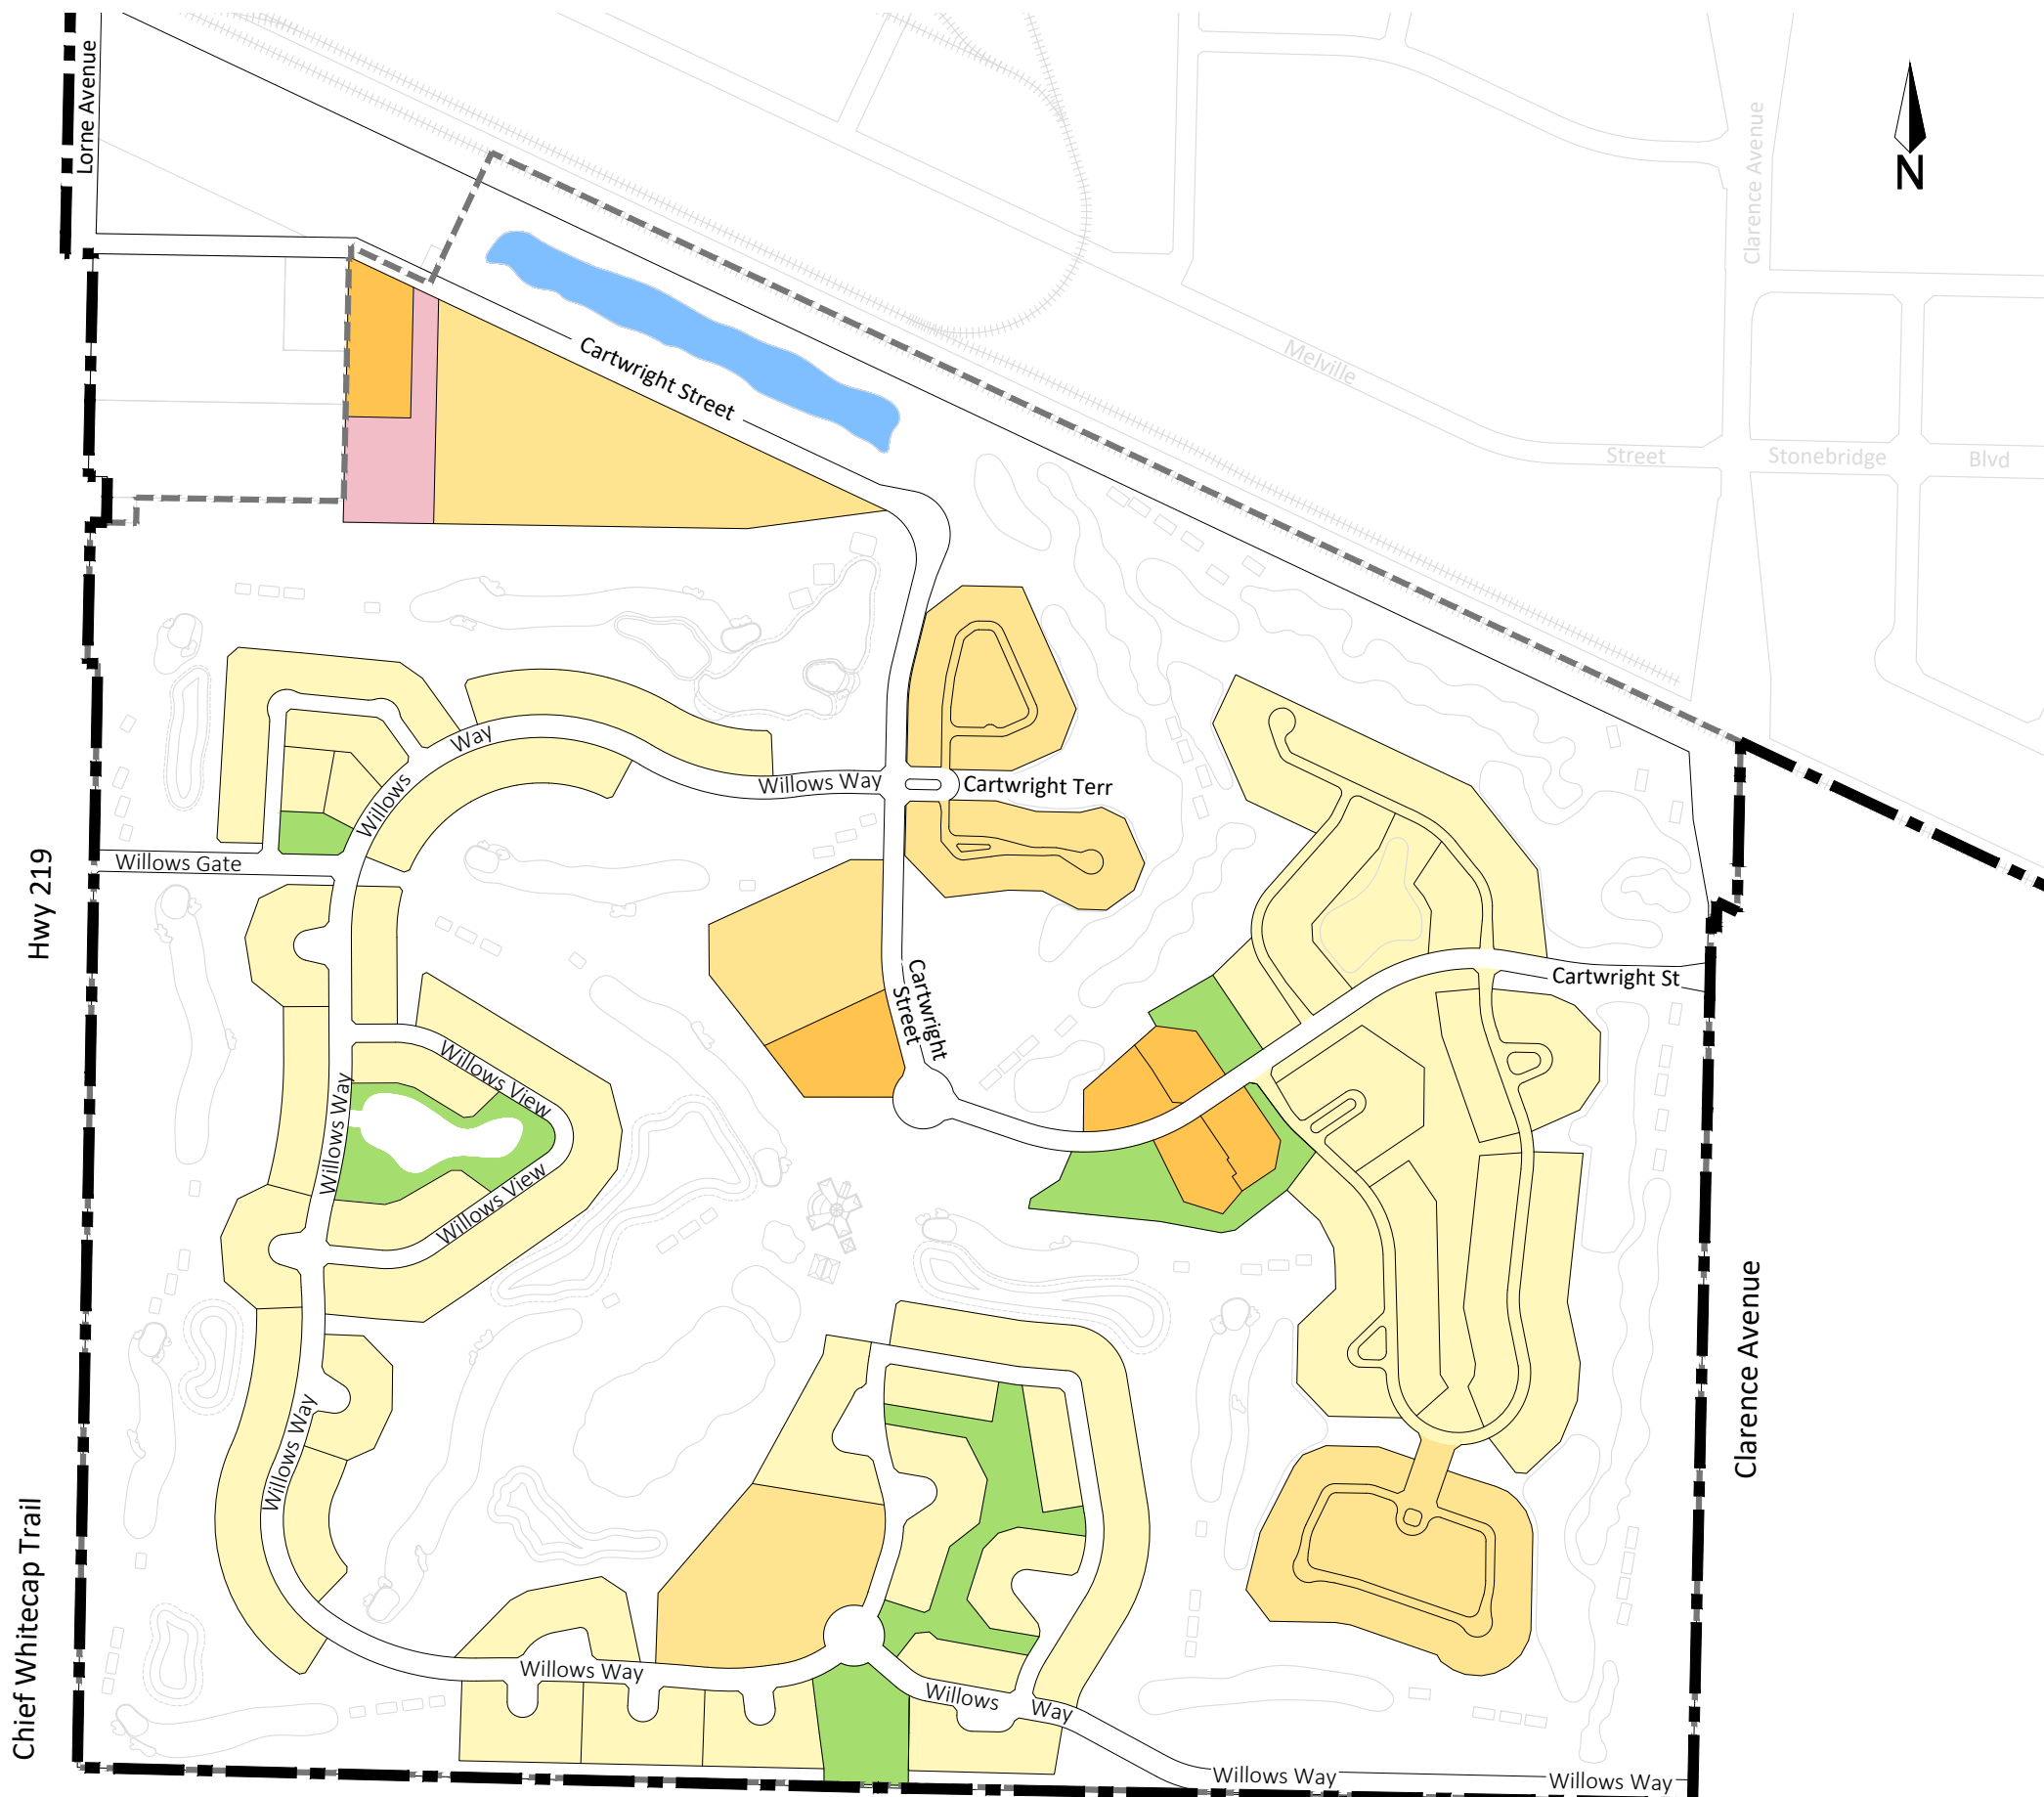 Lorne Avenue
Clarence Avenue
N
Cartwright Street
Melville
Street
Stonebridge
Blvd
Way
Willows Way
Cartwright Terr
Willows
Willows Gate
Hwy 219
Cartwright
Street
Cartwright St
Willows View
Willows Way
Willows View
Clarence Avenue
Willows Way
Chief Whitecap Trail
Willows Way
Willows
Way
Willows Way
Willows Way